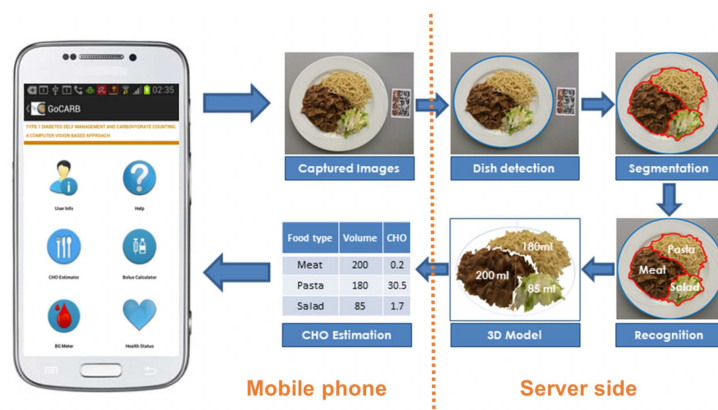 02:35
GoCARB
TYPE 1 DIABETES SELF MANAGEMENT AND CARBOHYDRATE COUNTING:
A COMPUTER VISION BASED APPROACH
User Info
Help
CHO Estimator
Bolus Calculator
BG Meter
Health Status
Captured Images
Dish detection
Segmentation
Food type Volume CHO
Meat 200 0.2
Pasta 180 30.5
Salad 85 1.7
CHO Estimation
180ml
200 ml
85 ml
3D Model
Pasta
Meat
Salad
Recognition
Mobile phone
Server side